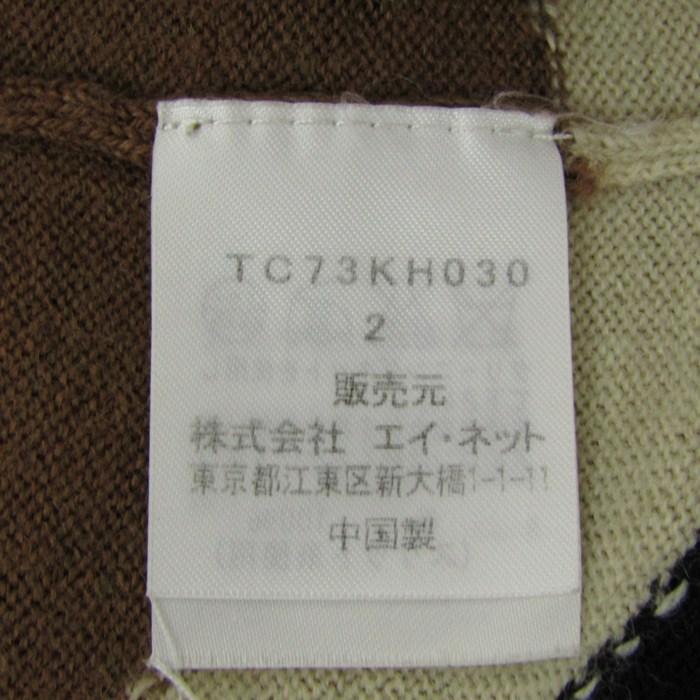 TC73KH030
2
販売元
株式会社 エイ・ネット
東京都江東区新大橋1-1-11
中国製